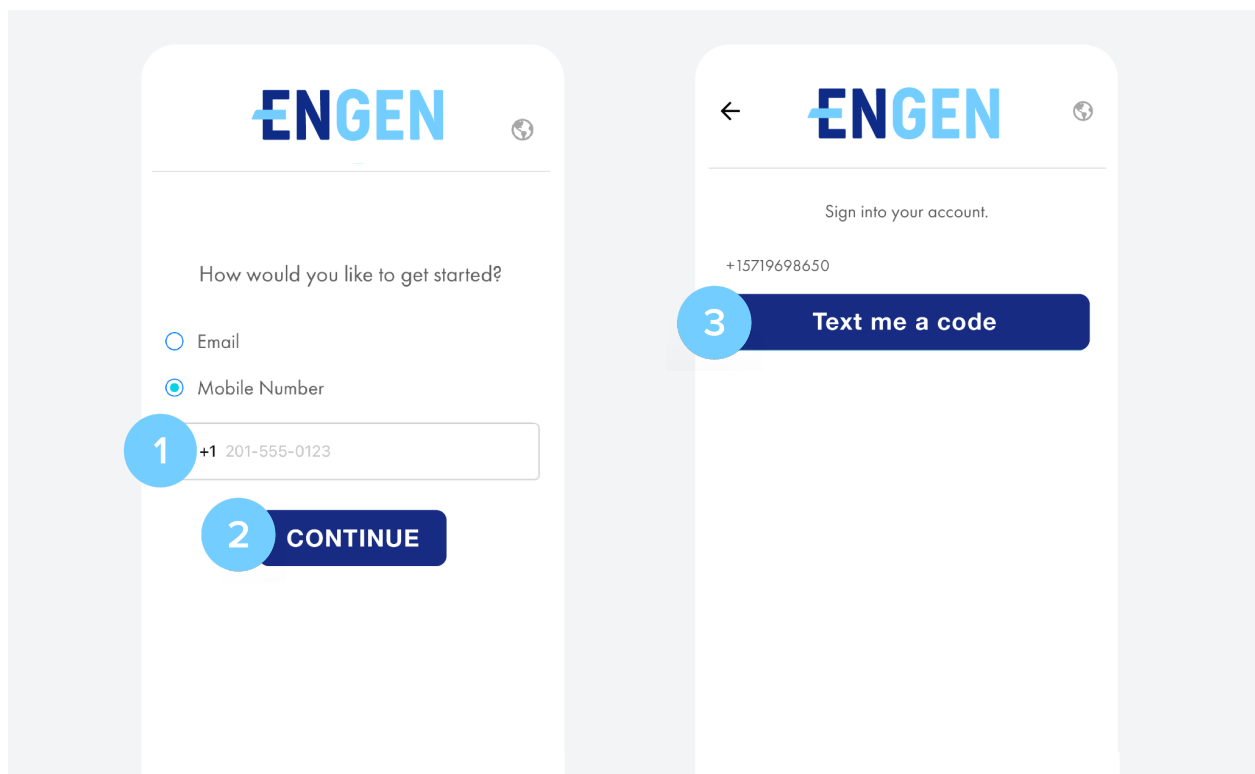 ENGEN
How would you like to get started?
Email
Mobile Number
1
+1 201-555-0123
2
CONTINUE
ENGEN
Sign into your account.
+15719698650
3
Text me a code